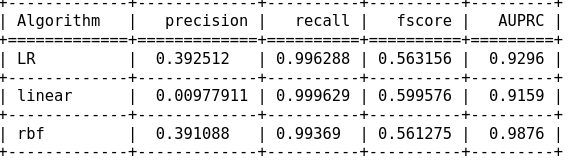 +-------------+-------------+----------+----------+---------+
| Algorithm   |   precision |   recall |   fscore |   AUPRC |
+=============+=============+==========+==========+=========+
| LR          |  0.392512   | 0.996288 | 0.563156 |  0.9296 |
+-------------+-------------+----------+----------+---------+
| linear      |  0.00977911 | 0.999629 | 0.599576 |  0.9159 |
+-------------+-------------+----------+----------+---------+
| rbf         |  0.391088   | 0.99369  | 0.561275 |  0.9876 |
+-------------+-------------+----------+----------+---------+